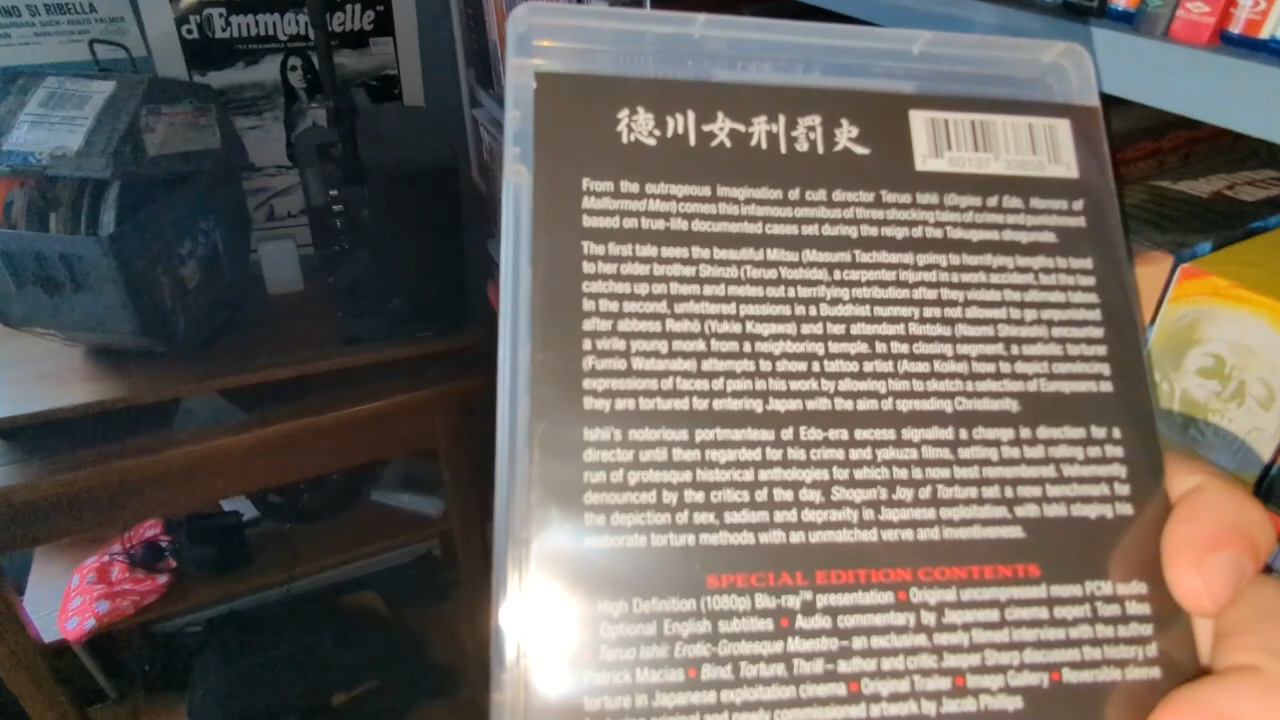 NO SI RIBELLA
BARBARA BACH · RENZO PALMER
d'Emmanuelle"
徳川女刑罰史
From the outrageous imagination of cult director Teruo Ishii (Orgies of Edo, Horrors of
Malformed Men) comes this infamous omnibus of three shocking tales of crime and punishment
based on true-life documented cases set during the reign of the Tokugawa shogunate.
The first tale sees the beautiful Mitsu (Masumi Tachibana) going to horrifying lengths to tend
to her older brother Shinzō (Teruo Yoshida), a carpenter injured in a work accident, but the law
catches up on them and metes out a terrifying retribution after they violate the ultimate taboo.
In the second, unfettered passions in a Buddhist nunnery are not allowed to go unpunished
after abbess Reihō (Yukie Kagawa) and her attendant Rintoku (Naomi Shiraishi) encounter
a virile young monk from a neighboring temple. In the closing segment, a sadistic torturer
(Fumio Watanabe) attempts to show a tattoo artist (Asao Koike) how to depict convincing
expressions of faces of pain in his work by allowing him to sketch a selection of Europeans as
they are tortured for entering Japan with the aim of spreading Christianity.
Ishii's notorious portmanteau of Edo-era excess signalled a change in direction for a
director until then regarded for his crime and yakuza films, setting the ball rolling on the
run of grotesque historical anthologies for which he is now best remembered. Vehemently
denounced by the critics of the day, Shogun's Joy of Torture set a new benchmark for
the depiction of sex, sadism and depravity in Japanese exploitation, with Ishii staging his
elaborate torture methods with an unmatched verve and inventiveness.
SPECIAL EDITION CONTENTS
High Definition (1080p) Blu-ray™ presentation • Original uncompressed mono PCM audio
Optional English subtitles • Audio commentary by Japanese cinema expert Tom Mes
• Teruo Ishii: Erotic-Grotesque Maestro – an exclusive, newly filmed interview with the author
Patrick Macias • Bind, Torture, Thrill – author and critic Jasper Sharp discusses the history of
torture in Japanese exploitation cinema • Original Trailer • Image Gallery • Reversible sleeve
original and newly commissioned artwork by Jacob Phillips